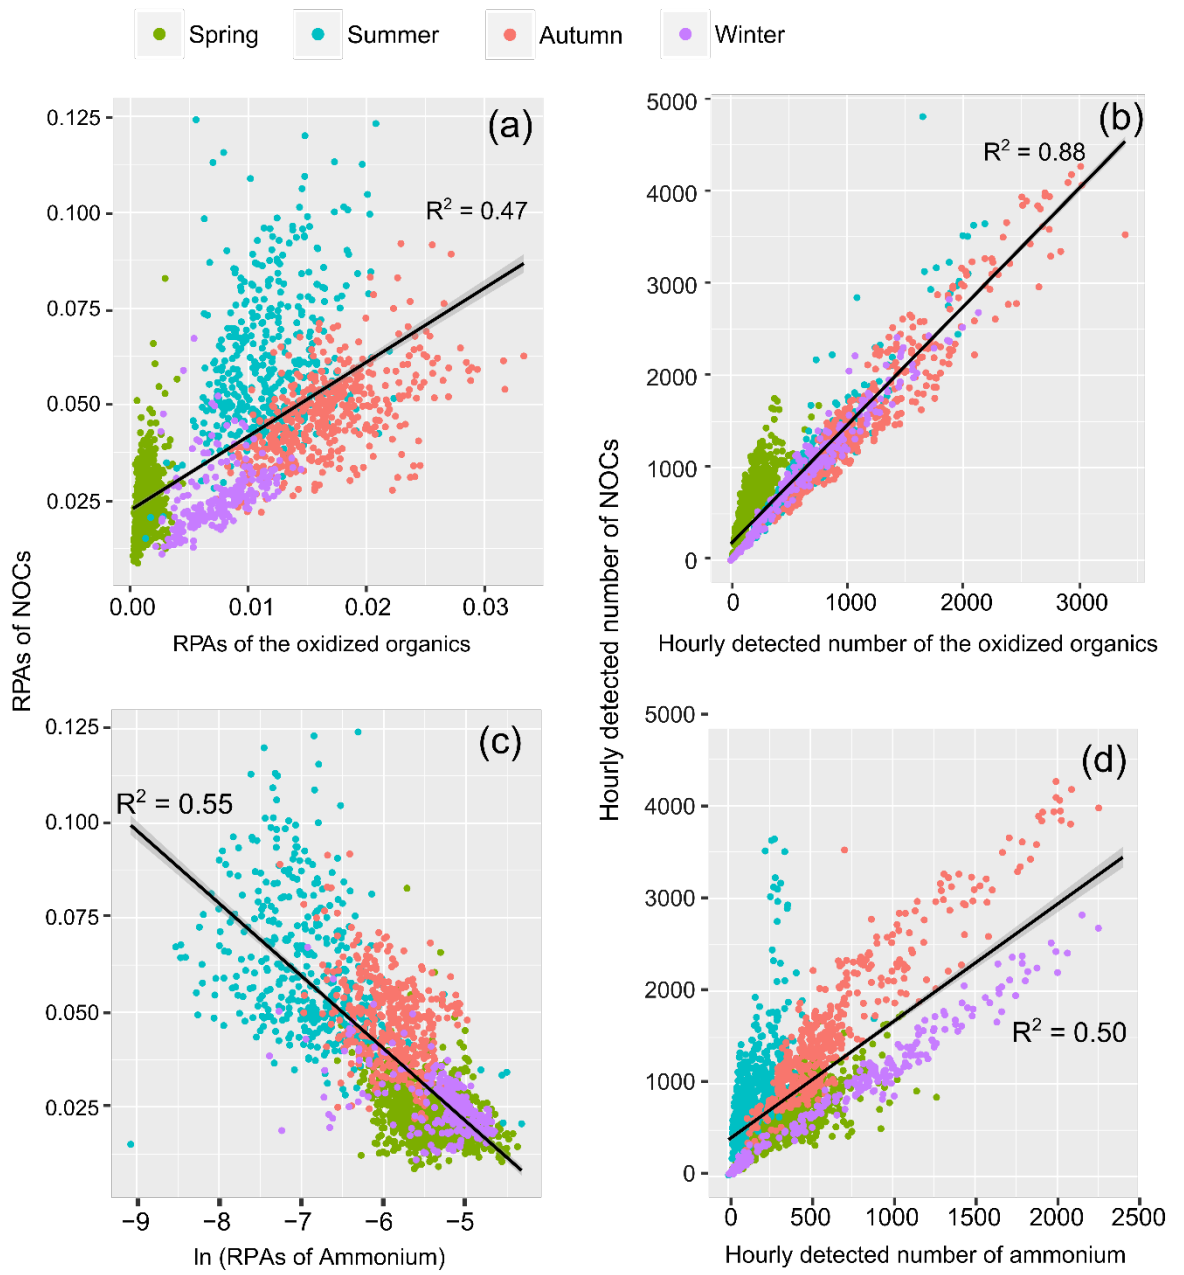 Spring Summer Autumn Winter
(a)
R² = 0.47
0.125
0.100
0.075
0.050
0.025
0.00 0.01 0.02 0.03
RPAs of the oxidized organics
RPAs of NOCs
(b)
R² = 0.88
5000
4000
3000
2000
1000
0
0 1000 2000 3000
Hourly detected number of the oxidized organics
Hourly detected number of NOCs
(c)
R² = 0.55
0.125
0.100
0.075
0.050
0.025
−9 −8 −7 −6 −5
ln (RPAs of Ammonium)
(d)
R² = 0.50
5000
4000
3000
2000
1000
0
0 500 1000 1500 2000 2500
Hourly detected number of ammonium